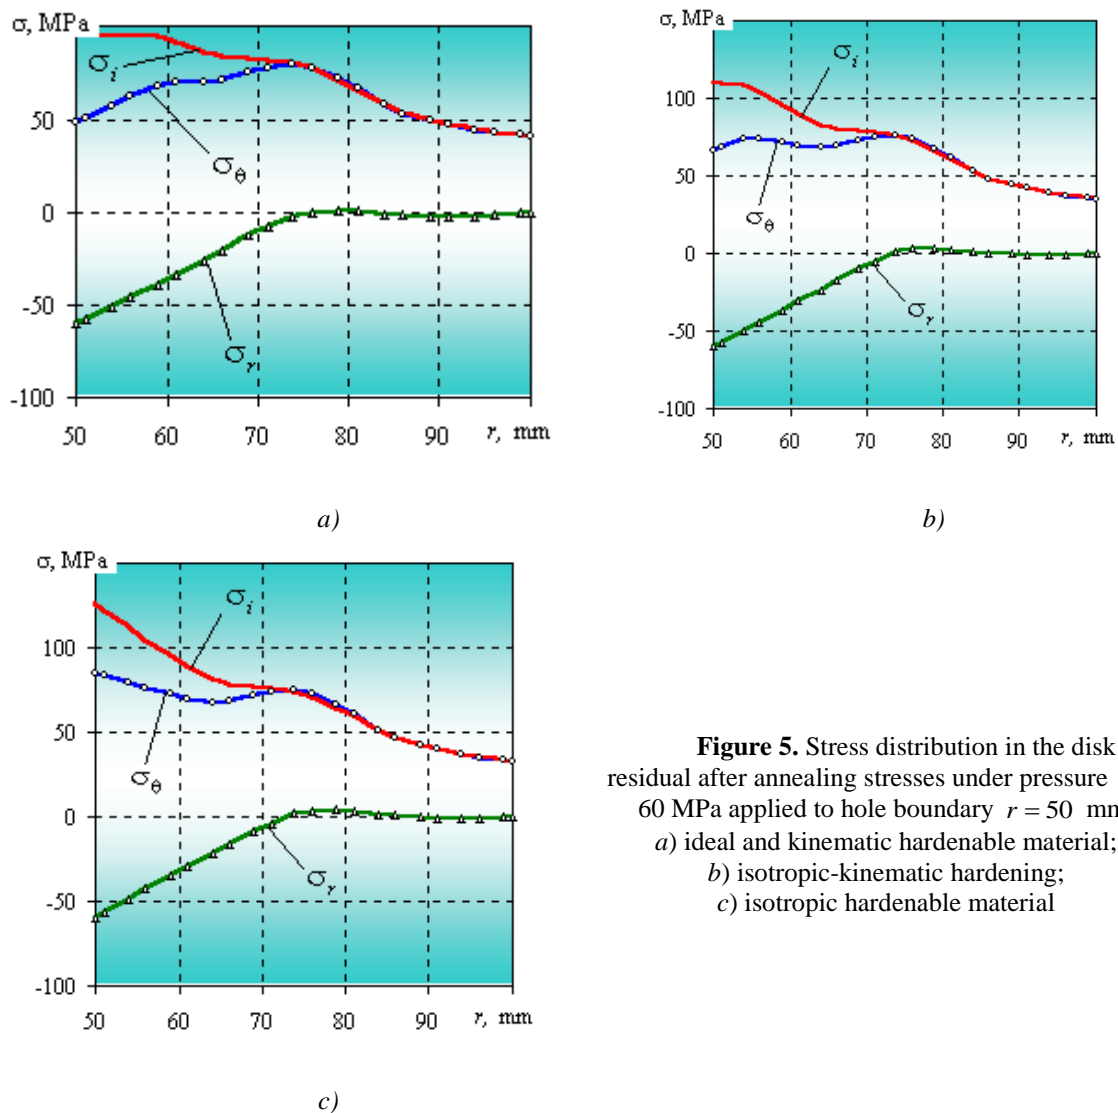 σ, MPa
σi
50
σθ
0
-50
σr
-100
50 60 70 80 90 r, mm
a)
σ, MPa
σi
100
50
σθ
0
σr
-50
-100
50 60 70 80 90 r, mm
b)
σ, MPa
σi
100
50
σθ
0
σr
-50
-100
50 60 70 80 90 r, mm
c)
Figure 5. Stress distribution in the disk
residual after annealing stresses under pressure
60 MPa applied to hole boundary r = 50
a) ideal and kinematic hardenable material;
b) isotropic-kinematic hardening;
c) isotropic hardenable material